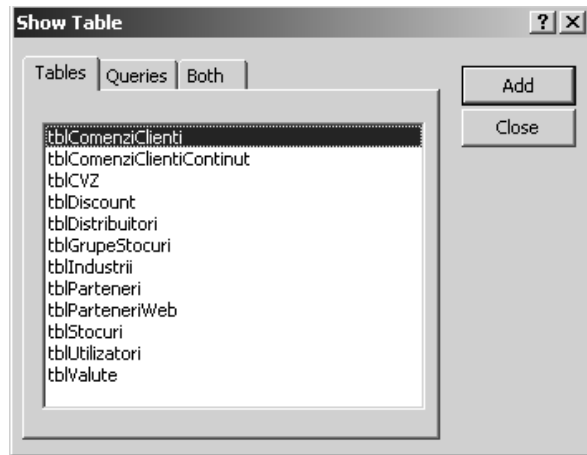 Show Table
Tables Queries Both
Add
Close
tblComenziClienti
tblComenziClientiContinut
tblCVZ
tblDiscount
tblDistribuitori
tblGrupeStocuri
tblIndustrii
tblParteneri
tblParteneriWeb
tblStocuri
tblUtilizatori
tblValute